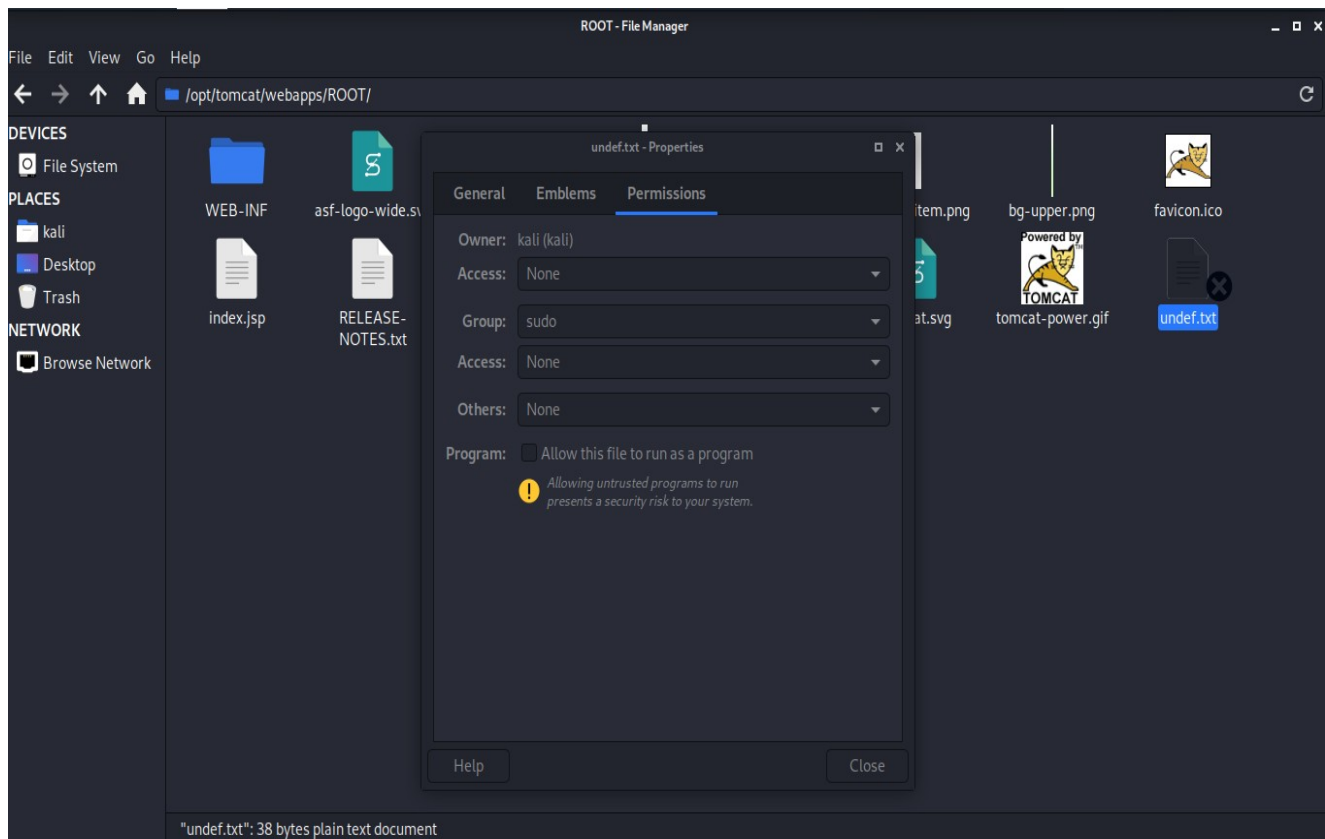 ROOT - File Manager
File Edit View Go Help
/opt/tomcat/webapps/ROOT/
DEVICES
File System
PLACES
kali
Desktop
Trash
NETWORK
Browse Network
WEB-INF
asf-logo-wide.sv
item.png
bg-upper.png
favicon.ico
index.jsp
RELEASE-
NOTES.txt
at.svg
Powered by
TM
TOMCAT
tomcat-power.gif
undef.txt
undef.txt - Properties
General Emblems Permissions
Owner: kali (kali)
Access: None
Group: sudo
Access: None
Others: None
Program: Allow this file to run as a program
Allowing untrusted programs to run
presents a security risk to your system.
Help Close
"undef.txt": 38 bytes plain text document